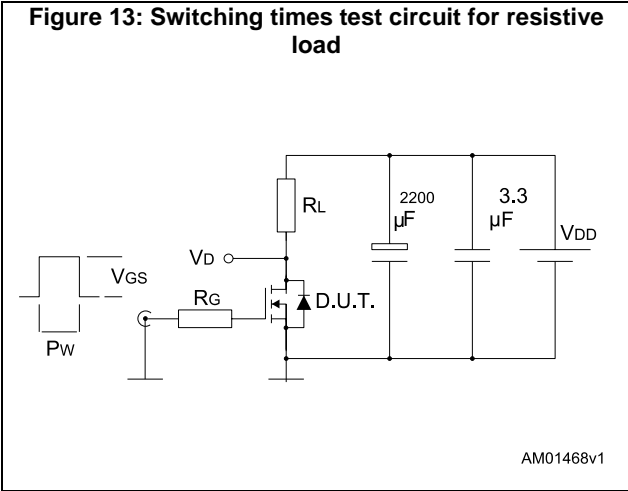 Figure 13: Switching times test circuit for resistive
load
2200
μF
3.3
μF
VDD
RL
VD
VGS
RG
D.U.T.
PW
AM01468v1